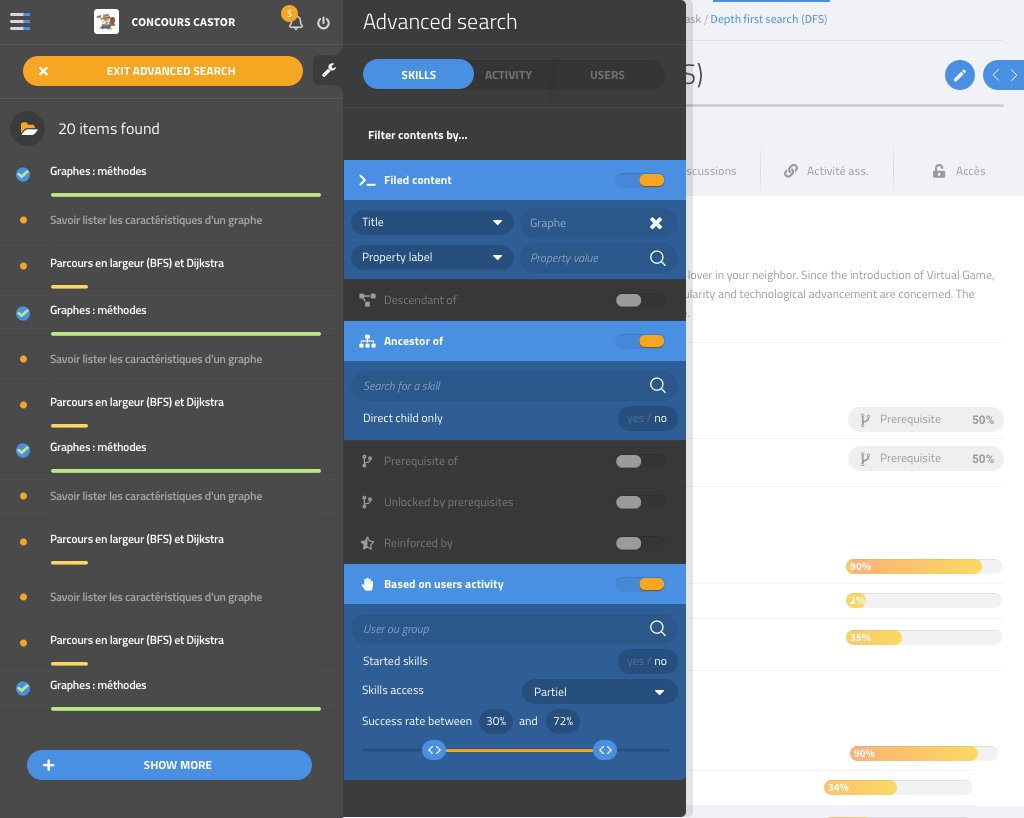 CONCOURS CASTOR
5
EXIT ADVANCED SEARCH
20 items found
Graphes : méthodes
Savoir lister les caractéristiques d'un graphe
Parcours en largeur (BFS) et Dijkstra
Graphes : méthodes
Savoir lister les caractéristiques d'un graphe
Parcours en largeur (BFS) et Dijkstra
Graphes : méthodes
Savoir lister les caractéristiques d'un graphe
Parcours en largeur (BFS) et Dijkstra
Savoir lister les caractéristiques d'un graphe
Parcours en largeur (BFS) et Dijkstra
Graphes : méthodes
SHOW MORE
Advanced search
SKILLS ACTIVITY USERS
Filter contents by...
Filed content
Title Graphe
Property label Property value
Descendant of
Ancestor of
Search for a skill
Direct child only yes / no
Prerequisite of
Unlocked by prerequisites
Reinforced by
Based on users activity
User ou group
Started skills yes / no
Skills access Partiel
Success rate between 30% and 72%
ask / Depth first search (DFS)
S)
scussions Activité ass. Accès
lover in your neighbor. Since the introduction of Virtual Game,
ularity and technological advancement are concerned. The
Prerequisite 50%
Prerequisite 50%
90%
2%
35%
90%
34%